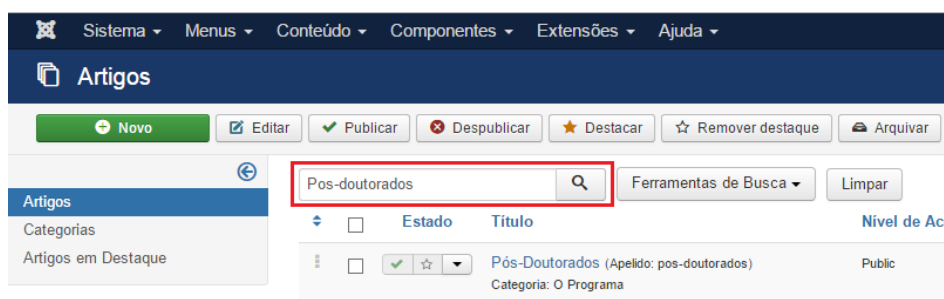 Sistema Menus Conteúdo Componentes Extensões Ajuda
Artigos
Novo Editar Publicar Despublicar Destacar Remover destaque Arquivar
Pos-doutorados Ferramentas de Busca Limpar
Artigos
Categorias
Artigos em Destaque
Estado Título Nível de Ac
Pós-Doutorados (Apelido: pos-doutorados) Public
Categoria: O Programa